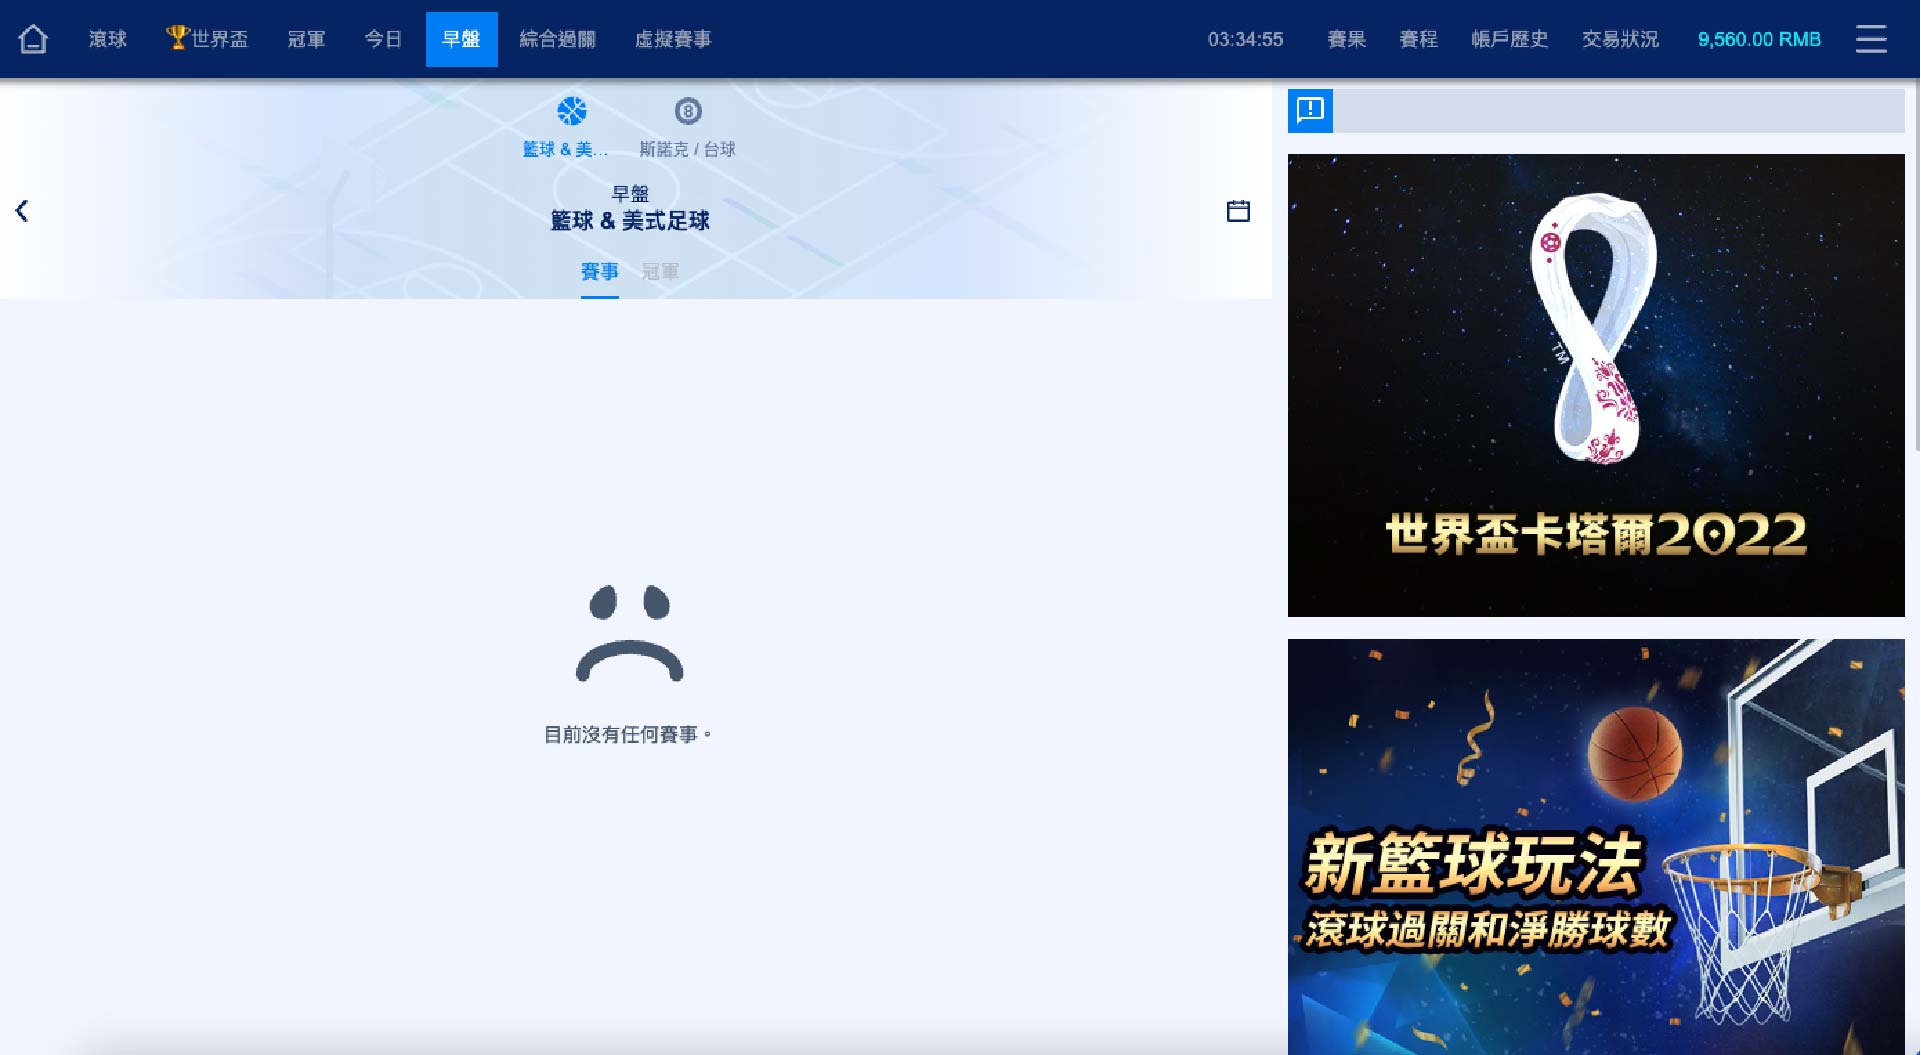 滾球
🏆世界盃
冠軍
今日
早盤
綜合過關
虛擬賽事
03:34:55
賽果
賽程
帳戶歷史
交易狀況
9,560.00 RMB
籃球 & 美...
8
斯諾克 / 台球
早盤
籃球 & 美式足球
賽事
冠軍
目前沒有任何賽事。
TM
世界盃卡塔爾2022
新籃球玩法
滾球過關和淨勝球數